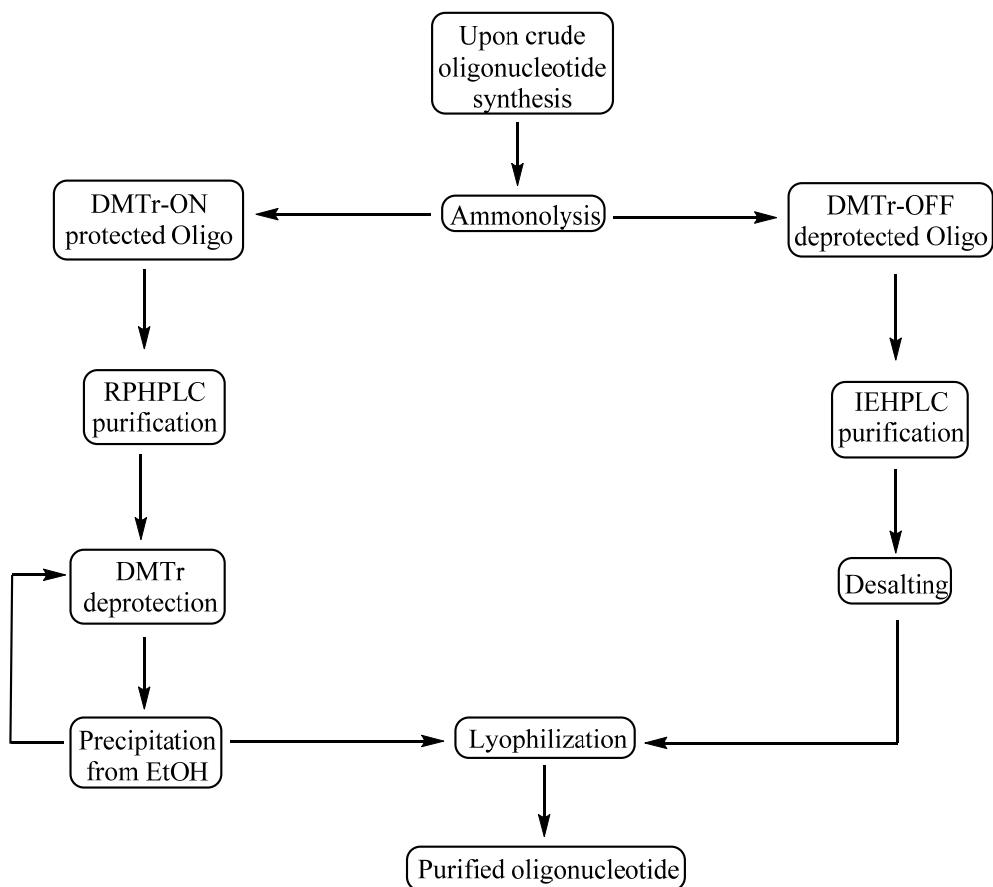 Upon crude
oligonucleotide
synthesis
DMTr-ON
protected Oligo
Ammonolysis
DMTr-OFF
deprotected Oligo
RPHPLC
purification
IEHPLC
purification
DMTr
deprotection
Desalting
Precipitation
from EtOH
Lyophilization
Purified oligonucleotide